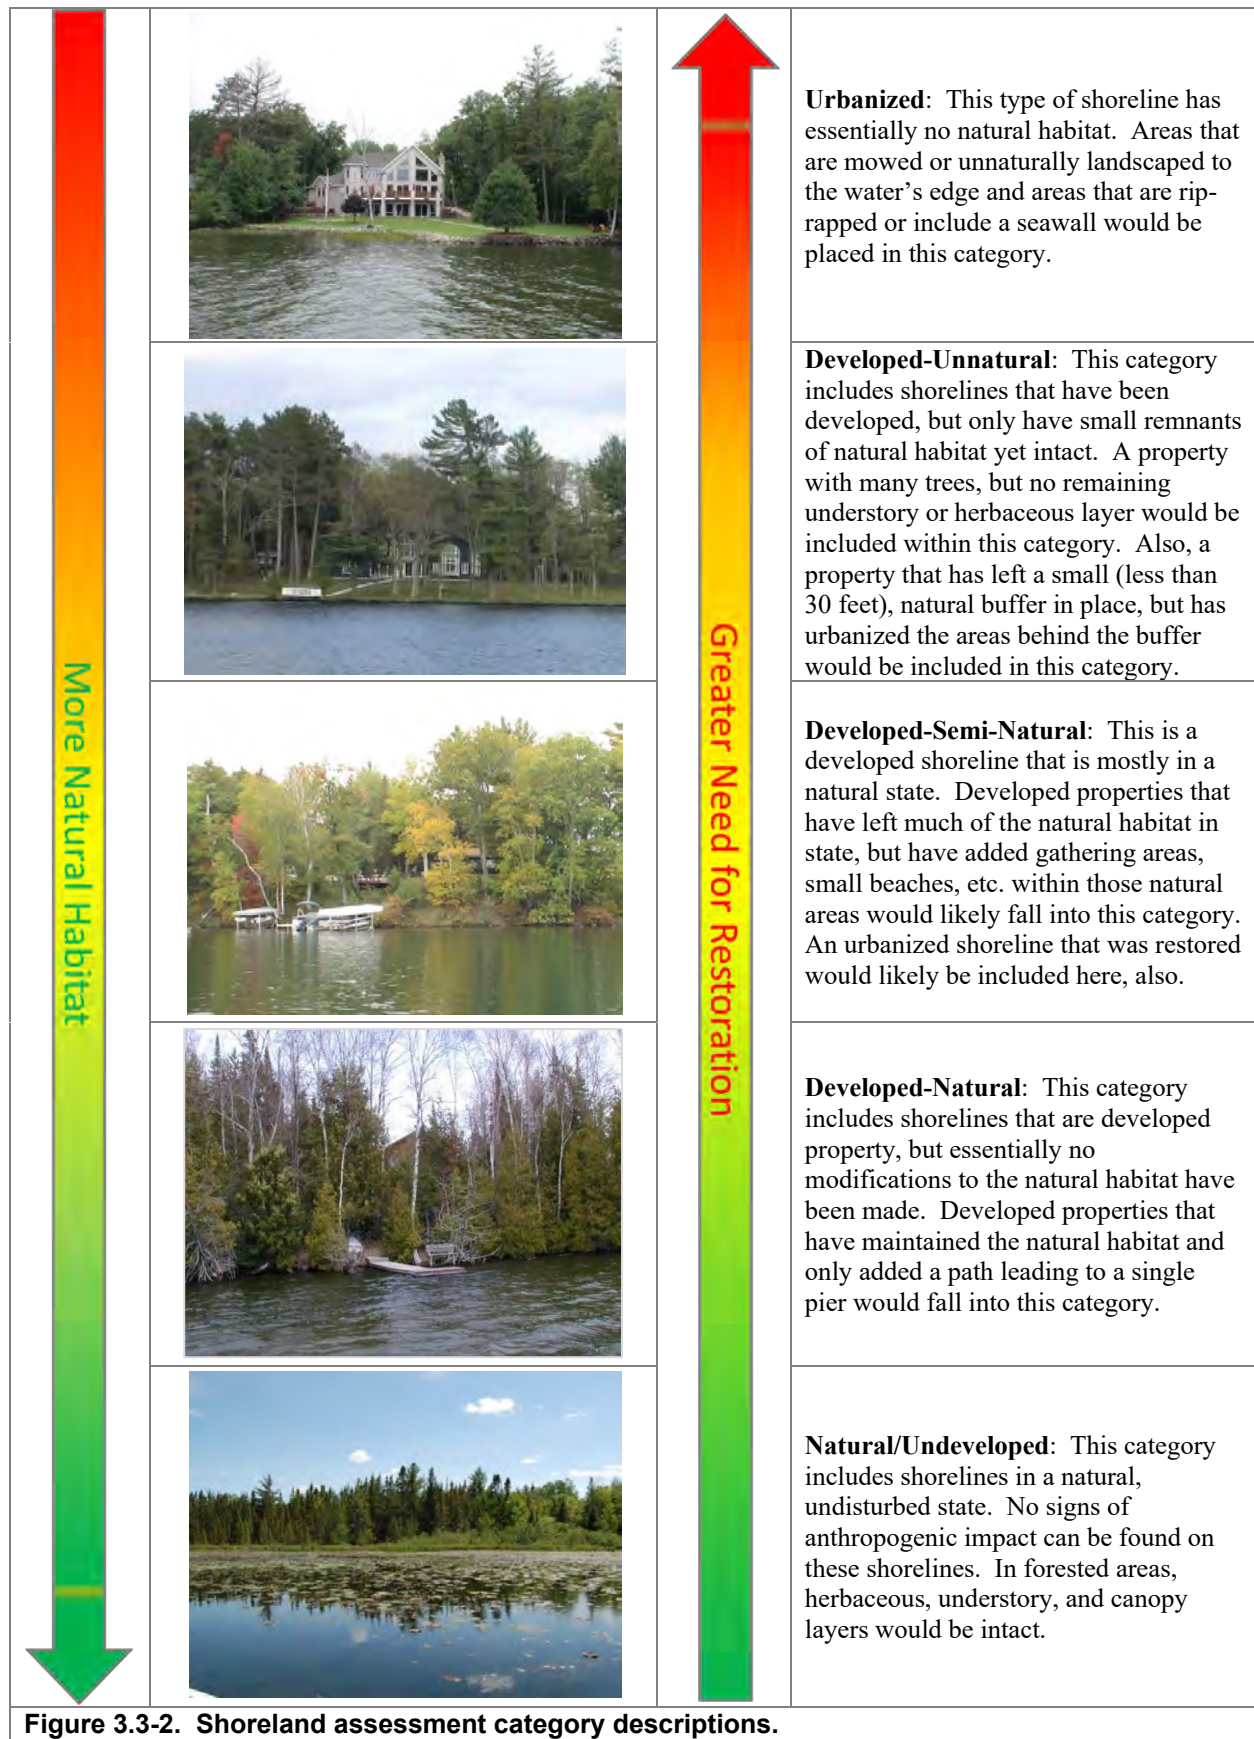 More Natural Habitat
Greater Need for Restoration
Urbanized: This type of shoreline has
essentially no natural habitat. Areas that
are mowed or unnaturally landscaped to
the water's edge and areas that are rip-
rapped or include a seawall would be
placed in this category.
Developed-Unnatural: This category
includes shorelines that have been
developed, but only have small remnants
of natural habitat yet intact. A property
with many trees, but no remaining
understory or herbaceous layer would be
included within this category. Also, a
property that has left a small (less than
30 feet), natural buffer in place, but has
urbanized the areas behind the buffer
would be included in this category.
Developed-Semi-Natural: This is a
developed shoreline that is mostly in a
natural state. Developed properties that
have left much of the natural habitat in
state, but have added gathering areas,
small beaches, etc. within those natural
areas would likely fall into this category.
An urbanized shoreline that was restored
would likely be included here, also.
Developed-Natural: This category
includes shorelines that are developed
property, but essentially no
modifications to the natural habitat have
been made. Developed properties that
have maintained the natural habitat and
only added a path leading to a single
pier would fall into this category.
Natural/Undeveloped: This category
includes shorelines in a natural,
undisturbed state. No signs of
anthropogenic impact can be found on
these shorelines. In forested areas,
herbaceous, understory, and canopy
layers would be intact.
Figure 3.3-2. Shoreland assessment category descriptions.